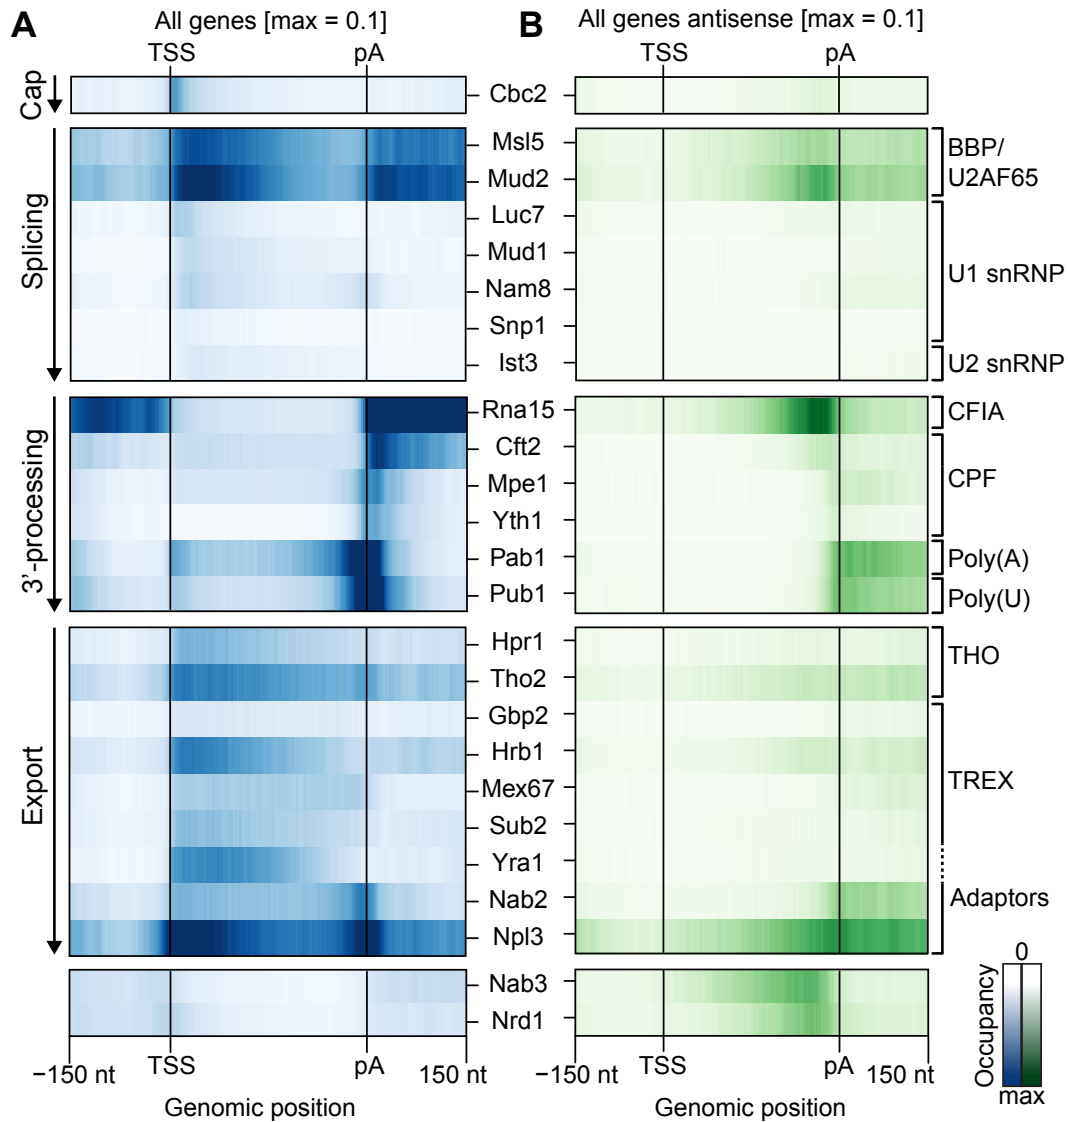 A
All genes [max = 0.1]
B
All genes antisense [max = 0.1]
TSS
pA
TSS
pA
Cap
Cbc2
Splicing
Msl5
Mud2
Luc7
Mud1
Nam8
Snp1
Ist3
BBP/
U2AF65
U1 snRNP
U2 snRNP
3'-processing
Rna15
Cft2
Mpe1
Yth1
Pab1
Pub1
CFIA
CPF
Poly(A)
Poly(U)
Export
Hpr1
Tho2
Gbp2
Hrb1
Mex67
Sub2
Yra1
Nab2
Npl3
THO
TREX
Adaptors
Nab3
Nrd1
−150 nt
TSS
pA
150 nt
Genomic position
−150 nt
TSS
pA
150 nt
Genomic position
0
Occupancy
max